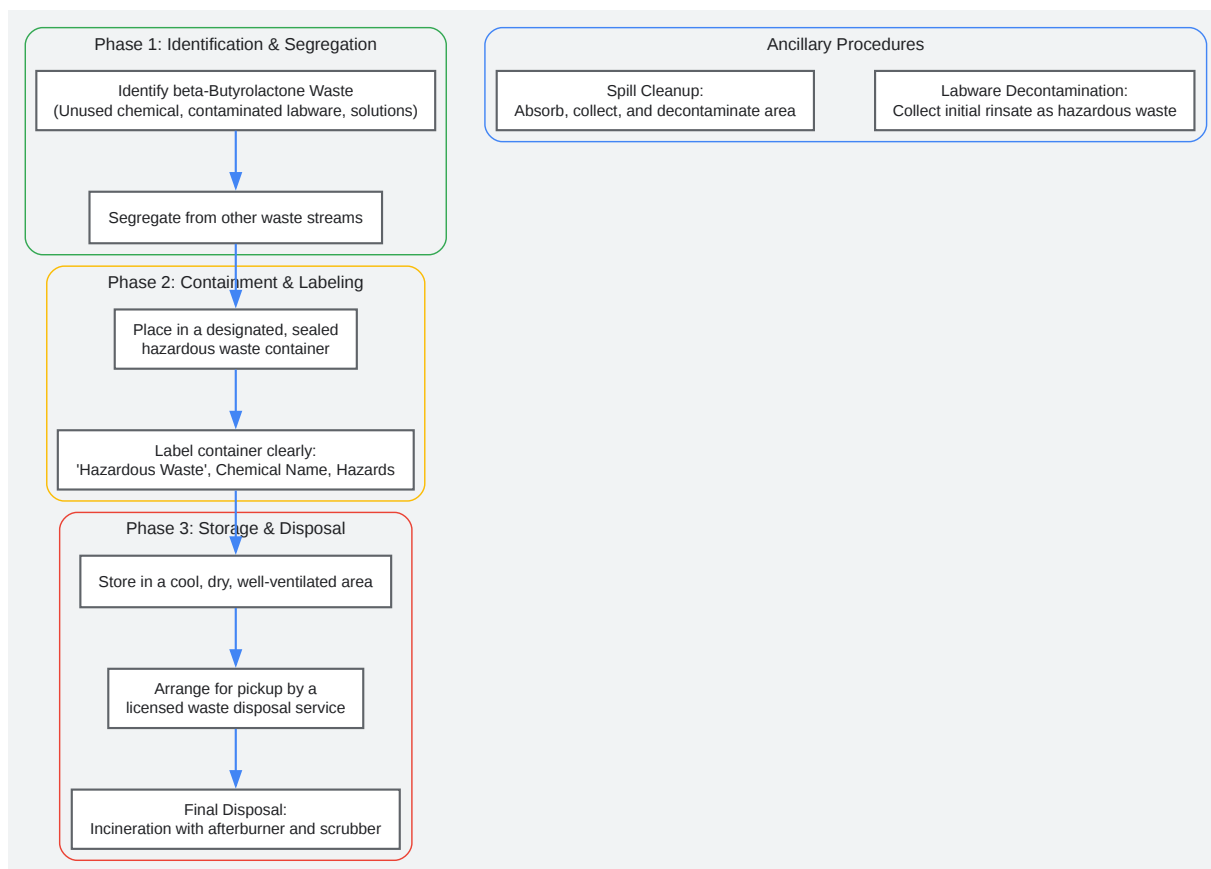 Phase 1: Identification & Segregation
Identify beta-Butyrolactone Waste
(Unused chemical, contaminated labware, solutions)
Segregate from other waste streams
Phase 2: Containment & Labeling
Place in a designated, sealed
hazardous waste container
Label container clearly:
'Hazardous Waste', Chemical Name, Hazards
Phase 3: Storage & Disposal
Store in a cool, dry, well-ventilated area
Arrange for pickup by a
licensed waste disposal service
Final Disposal:
Incineration with afterburner and scrubber
Ancillary Procedures
Spill Cleanup:
Absorb, collect, and decontaminate area
Labware Decontamination:
Collect initial rinsate as hazardous waste